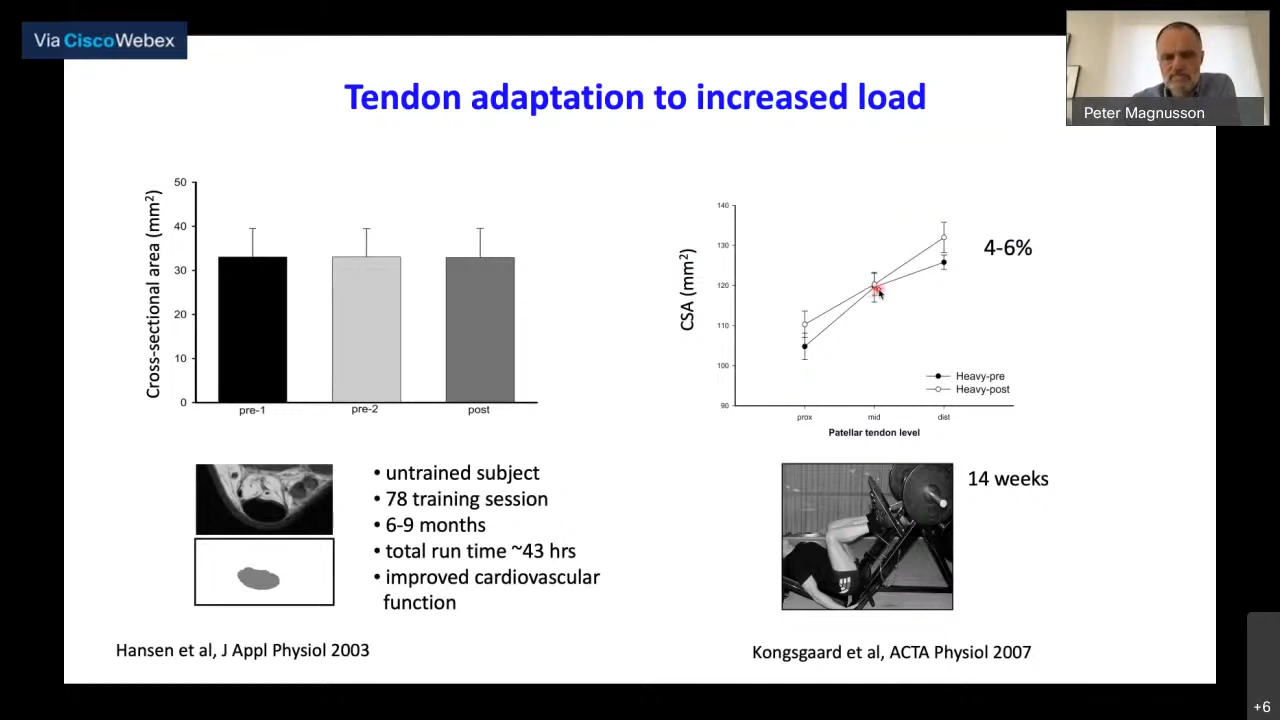 Via CiscoWebex
Peter Magnusson
Tendon adaptation to increased load
Cross-sectional area (mm²)
50
40
30
20
10
0
pre-1
pre-2
post
CSA (mm²)
140
130
120
110
100
90
prox
mid
dist
Patellar tendon level
Heavy-pre
Heavy-post
4-6%
• untrained subject
• 78 training session
• 6-9 months
• total run time ~43 hrs
• improved cardiovascular
function
14 weeks
Hansen et al, J Appl Physiol 2003
Kongsgaard et al, ACTA Physiol 2007
+6